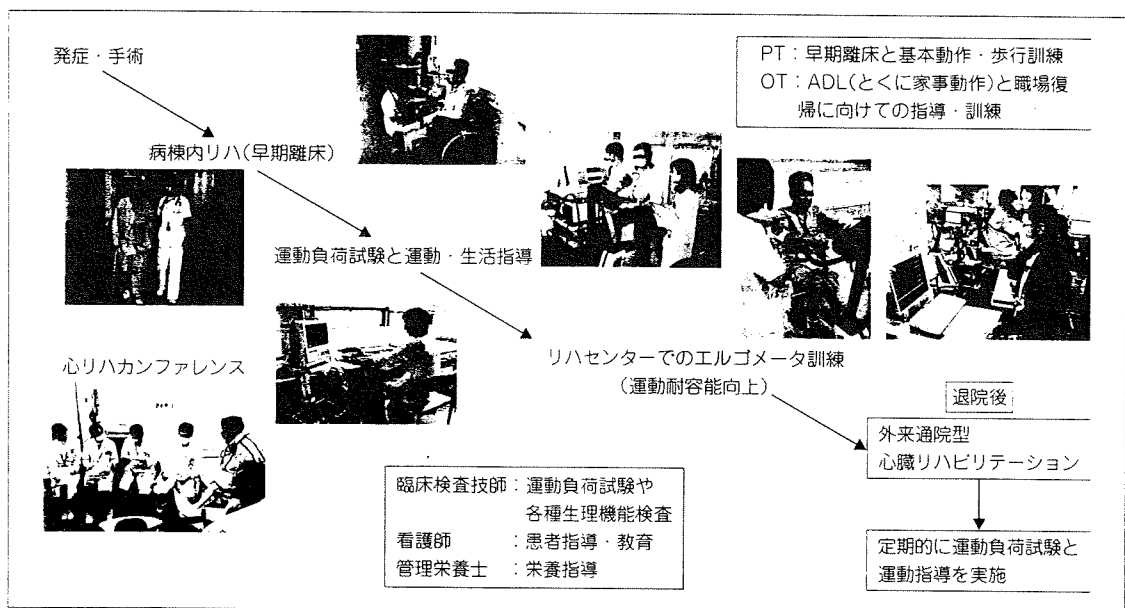 発症・手術
PT：早期離床と基本動作・歩行訓練
OT：ADL(とくに家事動作)と職場復
帰に向けての指導・訓練
病棟内リハ(早期離床)
運動負荷試験と運動・生活指導
心リハカンファレンス
リハセンターでのエルゴメータ訓練
(運動耐容能向上)
退院後
外来通院型
心臓リハビリテーション
臨床検査技師：運動負荷試験や
各種生理機能検査
看護師　　　：患者指導・教育
管理栄養士　：栄養指導
定期的に運動負荷試験と
運動指導を実施